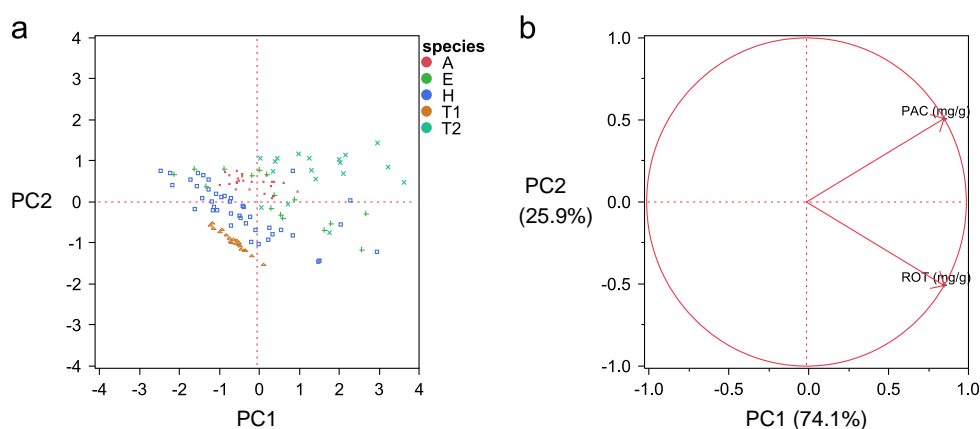 a
4
3
2
1
0
-1
-2
-3
-4
PC2
-4
-3
-2
-1
0
1
2
3
4
PC1
species
A
E
H
T1
T2
b
1.0
0.5
0.0
-0.5
-1.0
PC2
(25.9%)
PAC (mg/g)
ROT (mg/g)
-1.0
-0.5
0.0
0.5
1.0
PC1 (74.1%)